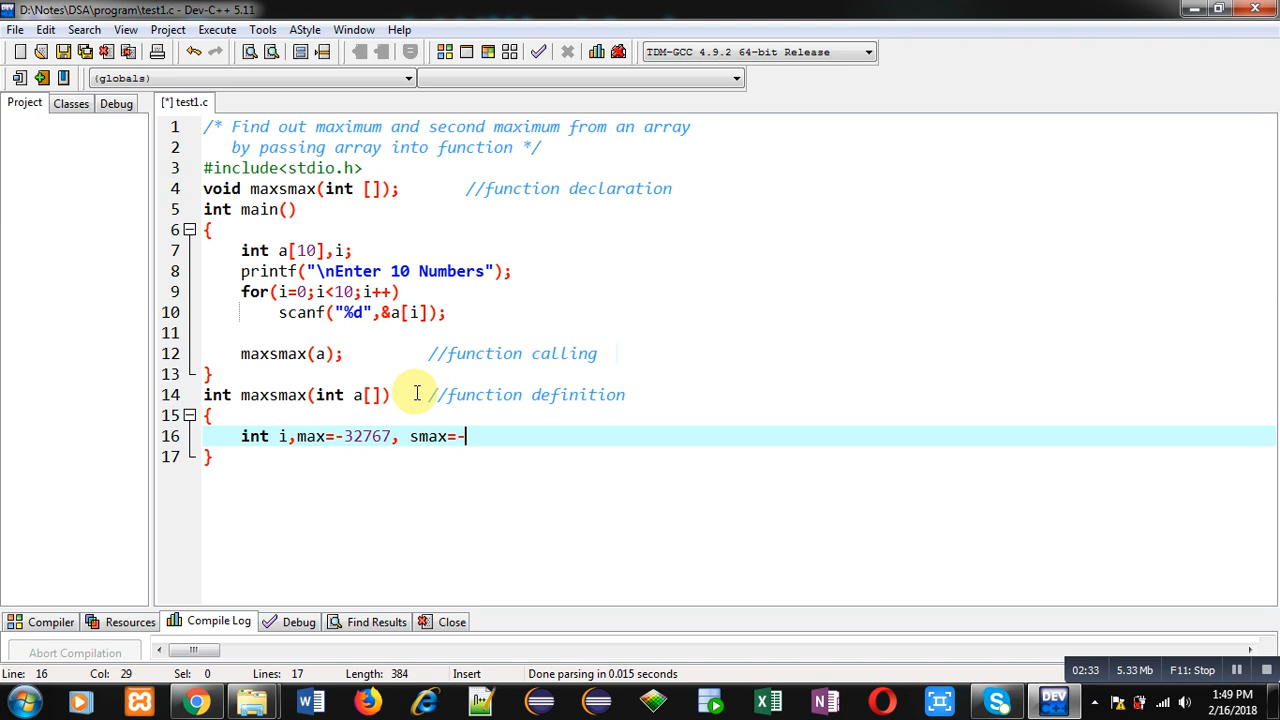 D:\Notes\DSA\program\test1.c - Dev-C++ 5.11
File Edit Search View Project Execute Tools AStyle Window Help
TDM-GCC 4.9.2 64-bit Release
(globals)
Project Classes Debug [*] test1.c
1 /* Find out maximum and second maximum from an array
2 by passing array into function */
3 #include<stdio.h>
4 void maxsmax(int []); //function declaration
5 int main()
6 {
7 int a[10],i;
8 printf("\nEnter 10 Numbers");
9 for(i=0;i<10;i++)
10 scanf("%d",&a[i]);
11
12 maxsmax(a); //function calling
13 }
14 int maxsmax(int a[]) //function definition
15 {
16 int i,max=-32767, smax=-
17 }
Compiler Resources Compile Log Debug Find Results Close
Abort Compilation
Line: 16 Col: 29 Sel: 0 Lines: 17 Length: 384 Insert Done parsing in 0.015 seconds
02:33 5.33 Mb F11: Stop
DEV
1:49 PM
2/16/2018